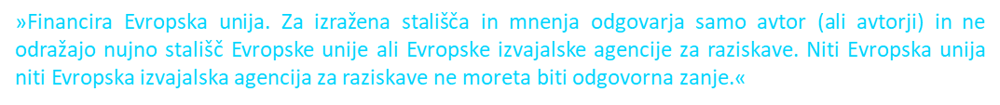 »Financira Evropska unija. Za izražena stališča in mnenja odgovarja samo avtor (ali avtorji) in ne
odražajo nujno stališč Evropske unije ali Evropske izvajalske agencije za raziskave. Niti Evropska unija
niti Evropska izvajalska agencija za raziskave ne moreta biti odgovorna zanje.«